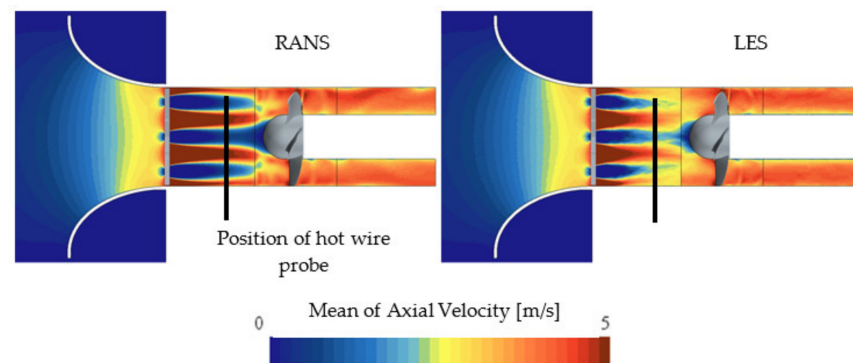 RANS
LES
Position of hot wire
probe
Mean of Axial Velocity [m/s]
0
5